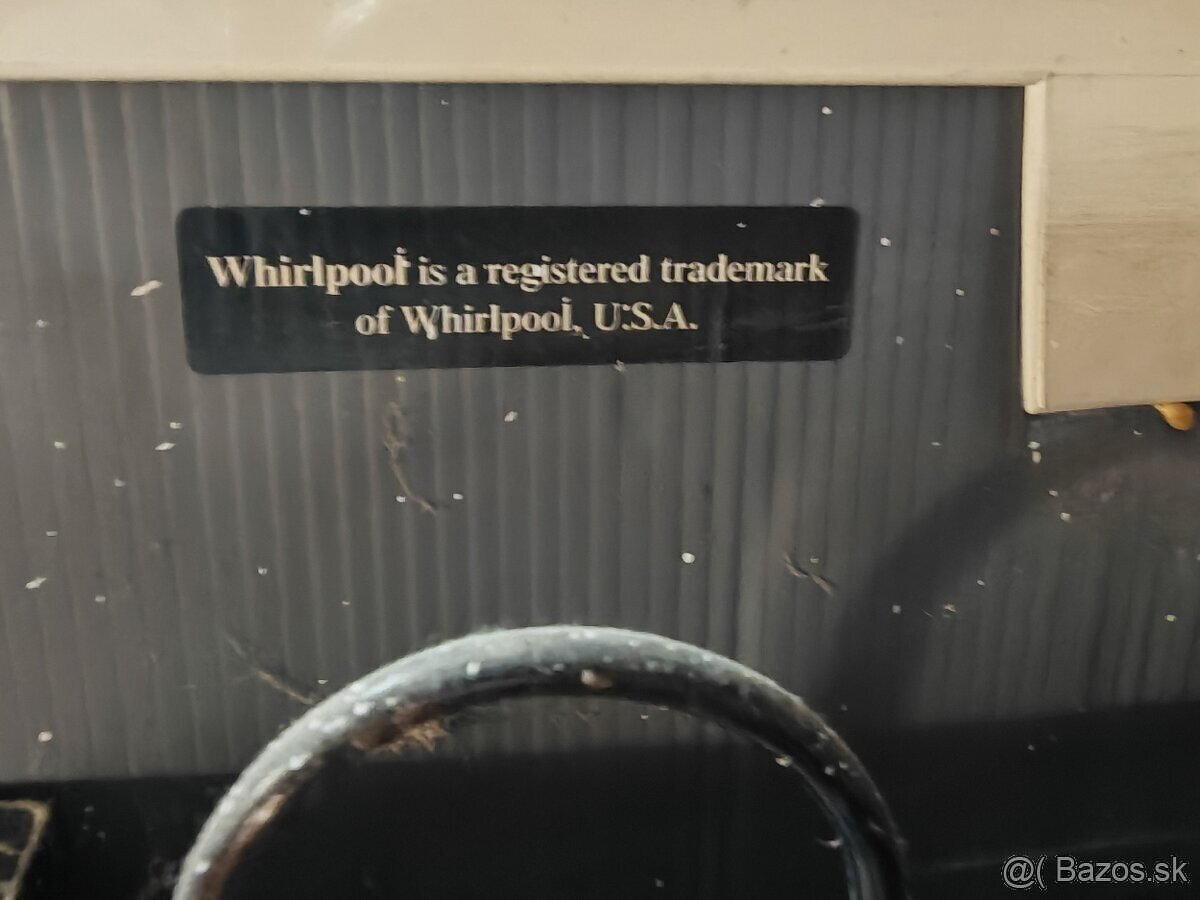 Whirlpool is a registered trademark
of Whirlpool, U.S.A.
@( Bazos.sk